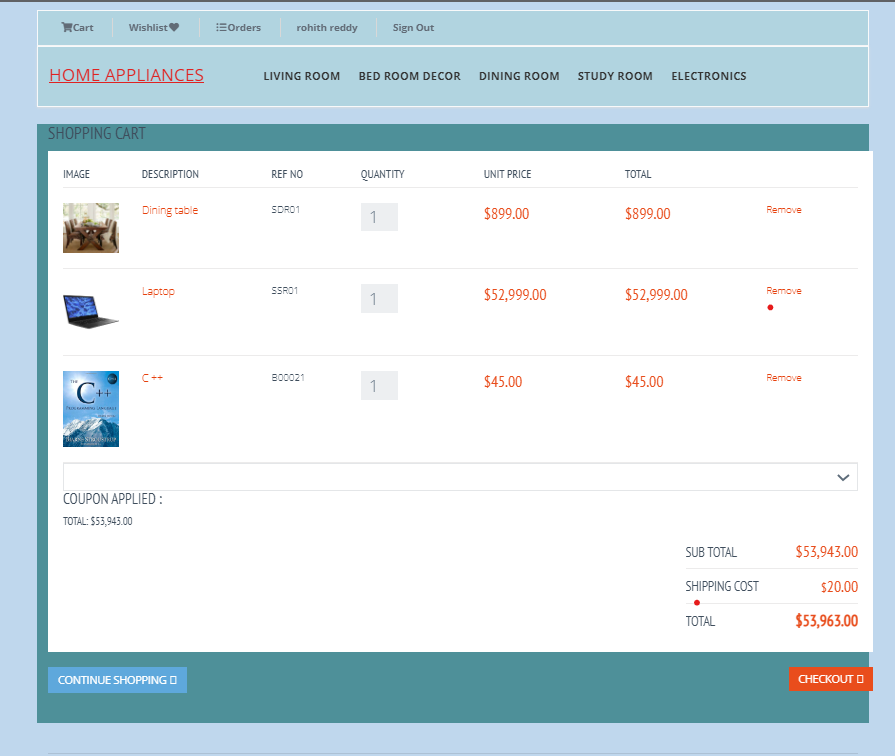 Cart Wishlist Orders rohith reddy Sign Out
HOME APPLIANCES LIVING ROOM BED ROOM DECOR DINING ROOM STUDY ROOM ELECTRONICS
SHOPPING CART
IMAGE DESCRIPTION REF NO QUANTITY UNIT PRICE TOTAL
Dining table SDR01 1 $899.00 $899.00 Remove
Laptop SSR01 1 $52,999.00 $52,999.00 Remove
THE
C++
C ++ B00021 1 $45.00 $45.00 Remove
COUPON APPLIED :
TOTAL: $53,943.00
SUB TOTAL $53,943.00
SHIPPING COST $20.00
TOTAL $53,963.00
CONTINUE SHOPPING CHECKOUT